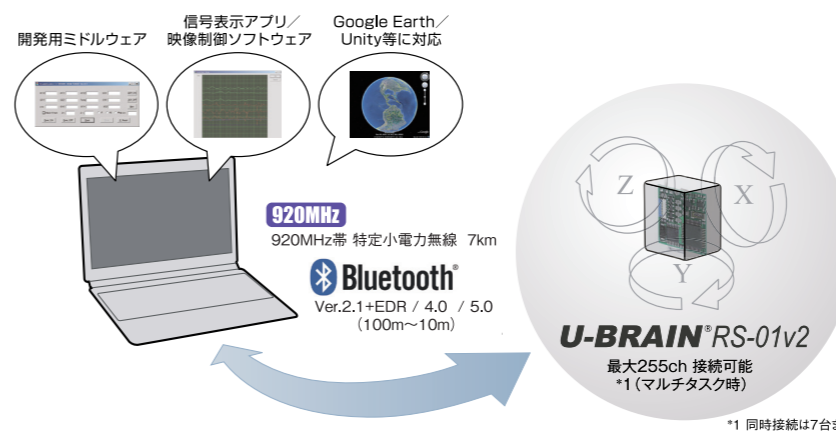 開発用ミドルウェア
信号表示アプリ／
映像制御ソフトウェア
Google Earth／
Unity等に対応
920MHz
920MHz帯 特定小電力無線 7km
Bluetooth®
Ver.2.1+EDR / 4.0 / 5.0
（100m〜10m）
Z
X
Y
U-BRAIN® RS-01v2
最大255ch 接続可能
*1（マルチタスク時）
*1 同時接続は7台ま